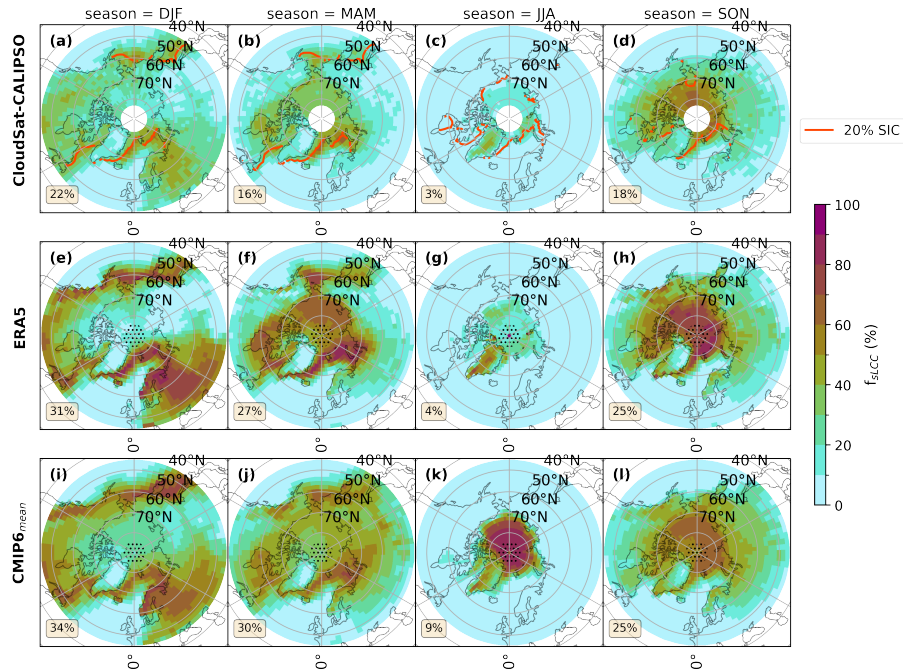 season = DJF
season = MAM
season = JJA
season = SON
CloudSat-CALIPSO
(a) 40°N 50°N 60°N 70°N 22% 0°
(b) 40°N 50°N 60°N 70°N 16% 0°
(c) 40°N 50°N 60°N 70°N 3% 0°
(d) 40°N 50°N 60°N 70°N 18% 0°
20% SIC
ERA5
(e) 40°N 50°N 60°N 70°N 31% 0°
(f) 40°N 50°N 60°N 70°N 27% 0°
(g) 40°N 50°N 60°N 70°N 4% 0°
(h) 40°N 50°N 60°N 70°N 25% 0°
CMIP6mean
(i) 40°N 50°N 60°N 70°N 34% 0°
(j) 40°N 50°N 60°N 70°N 30% 0°
(k) 40°N 50°N 60°N 70°N 9% 0°
(l) 40°N 50°N 60°N 70°N 25% 0°
100
80
60
40
20
0
fsLCC (%)